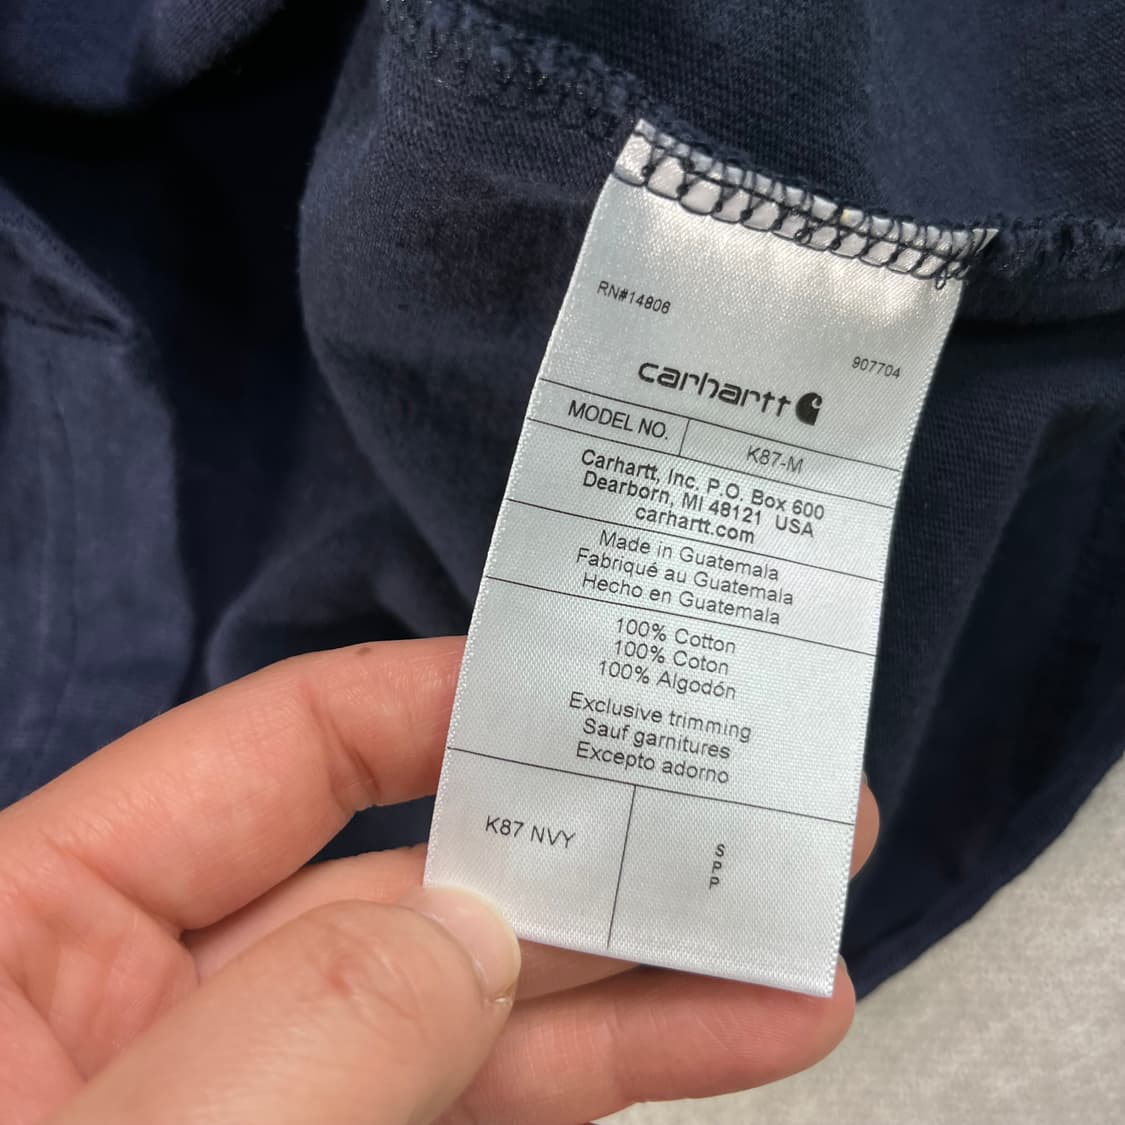 RN#14806
907704
carhartt
MODEL NO. K87-M
Carhartt, Inc. P.O. Box 600
Dearborn, MI 48121 USA
carhartt.com
Made in Guatemala
Fabriqué au Guatemala
Hecho en Guatemala
100% Cotton
100% Coton
100% Algodón
Exclusive trimming
Sauf garnitures
Excepto adorno
K87 NVY
S
P
P